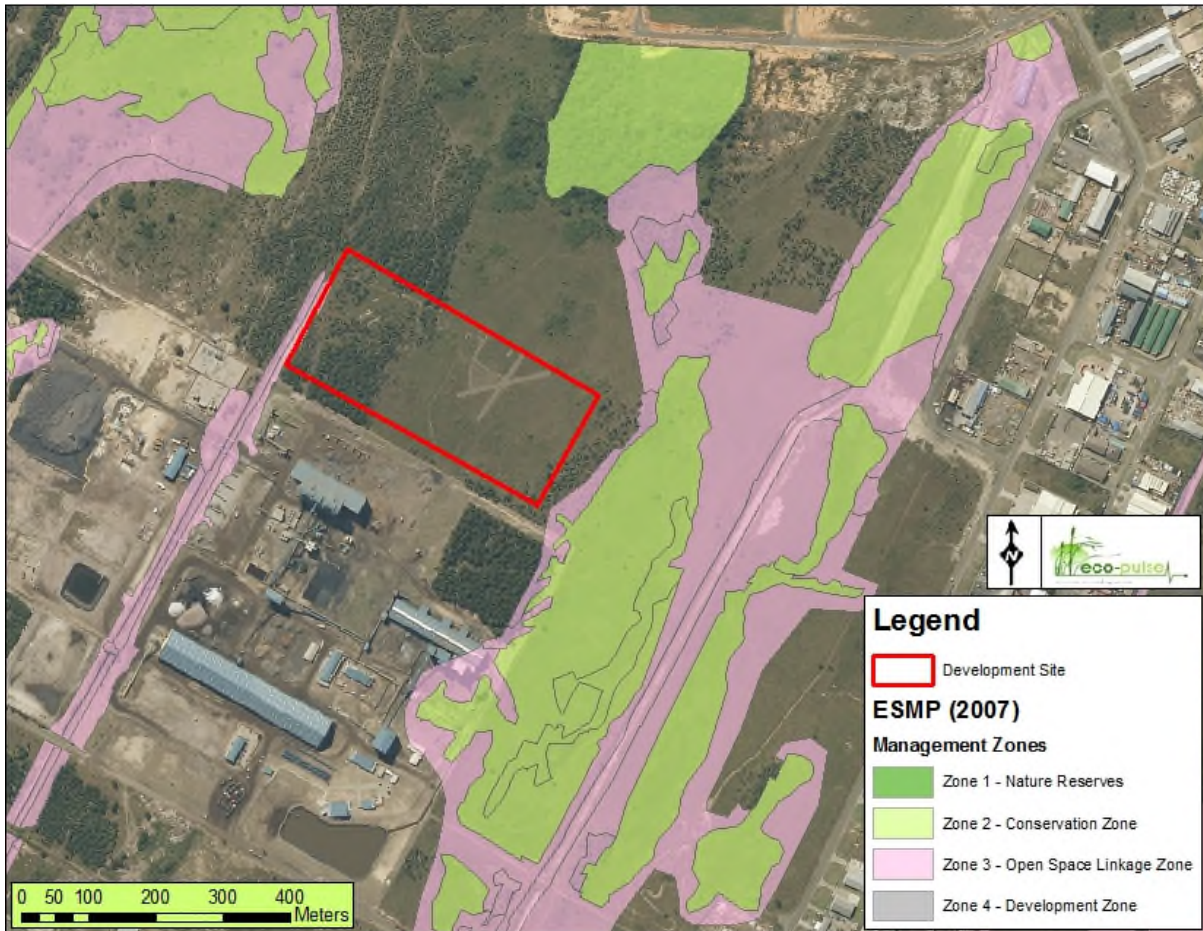 N
eco-pulse
Legend
Development Site
ESMP (2007)
Management Zones
Zone 1 - Nature Reserves
Zone 2 - Conservation Zone
Zone 3 - Open Space Linkage Zone
Zone 4 - Development Zone
0 50 100 200 300 400
Meters